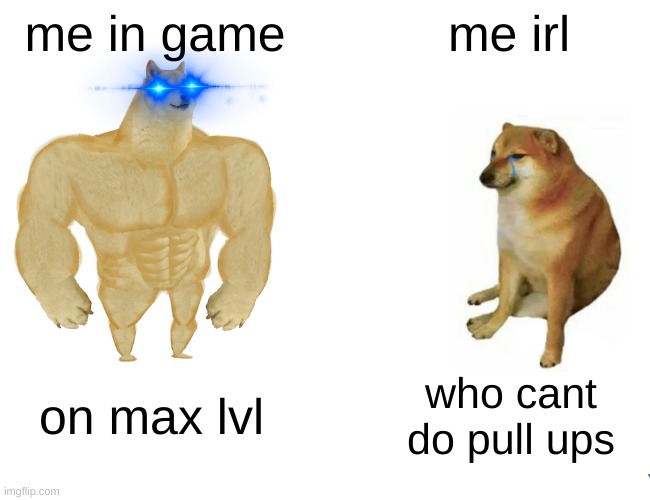 me in game
me irl
on max lvl
who cant
do pull ups
imgflip.com